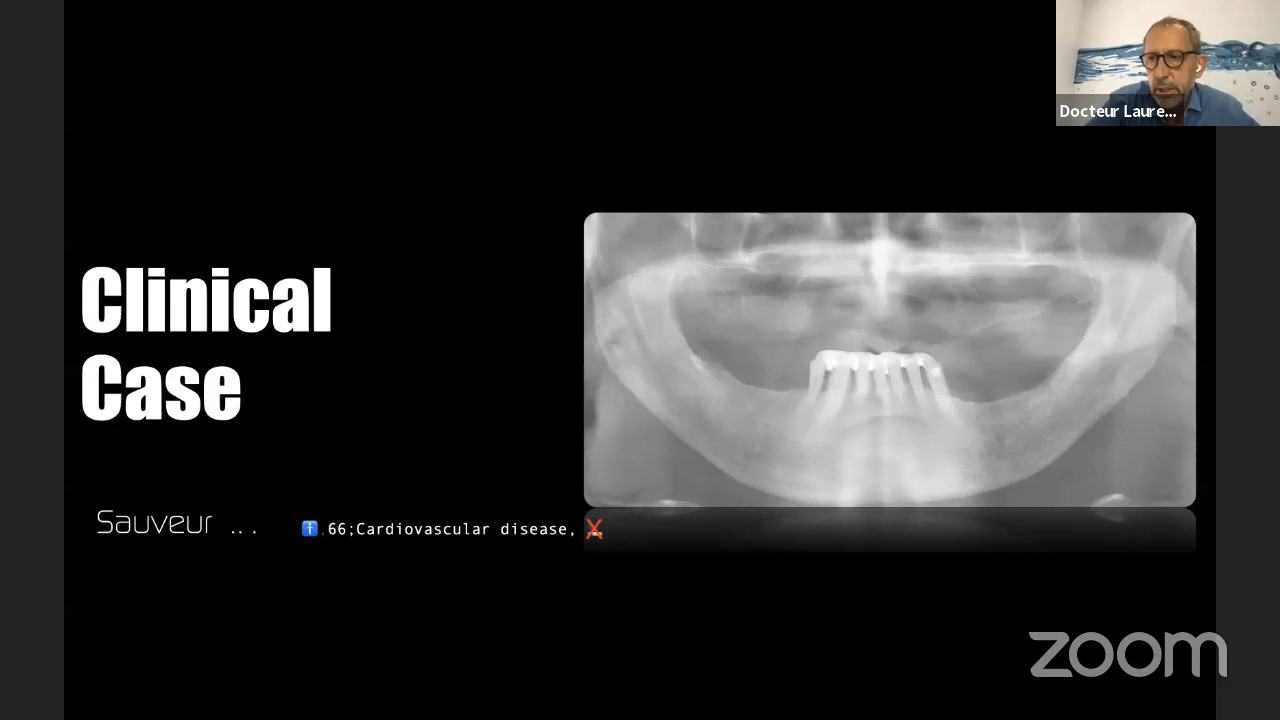 Docteur Laure...
Clinical
Case
Sauveur ...
66;Cardiovascular disease,
zoom